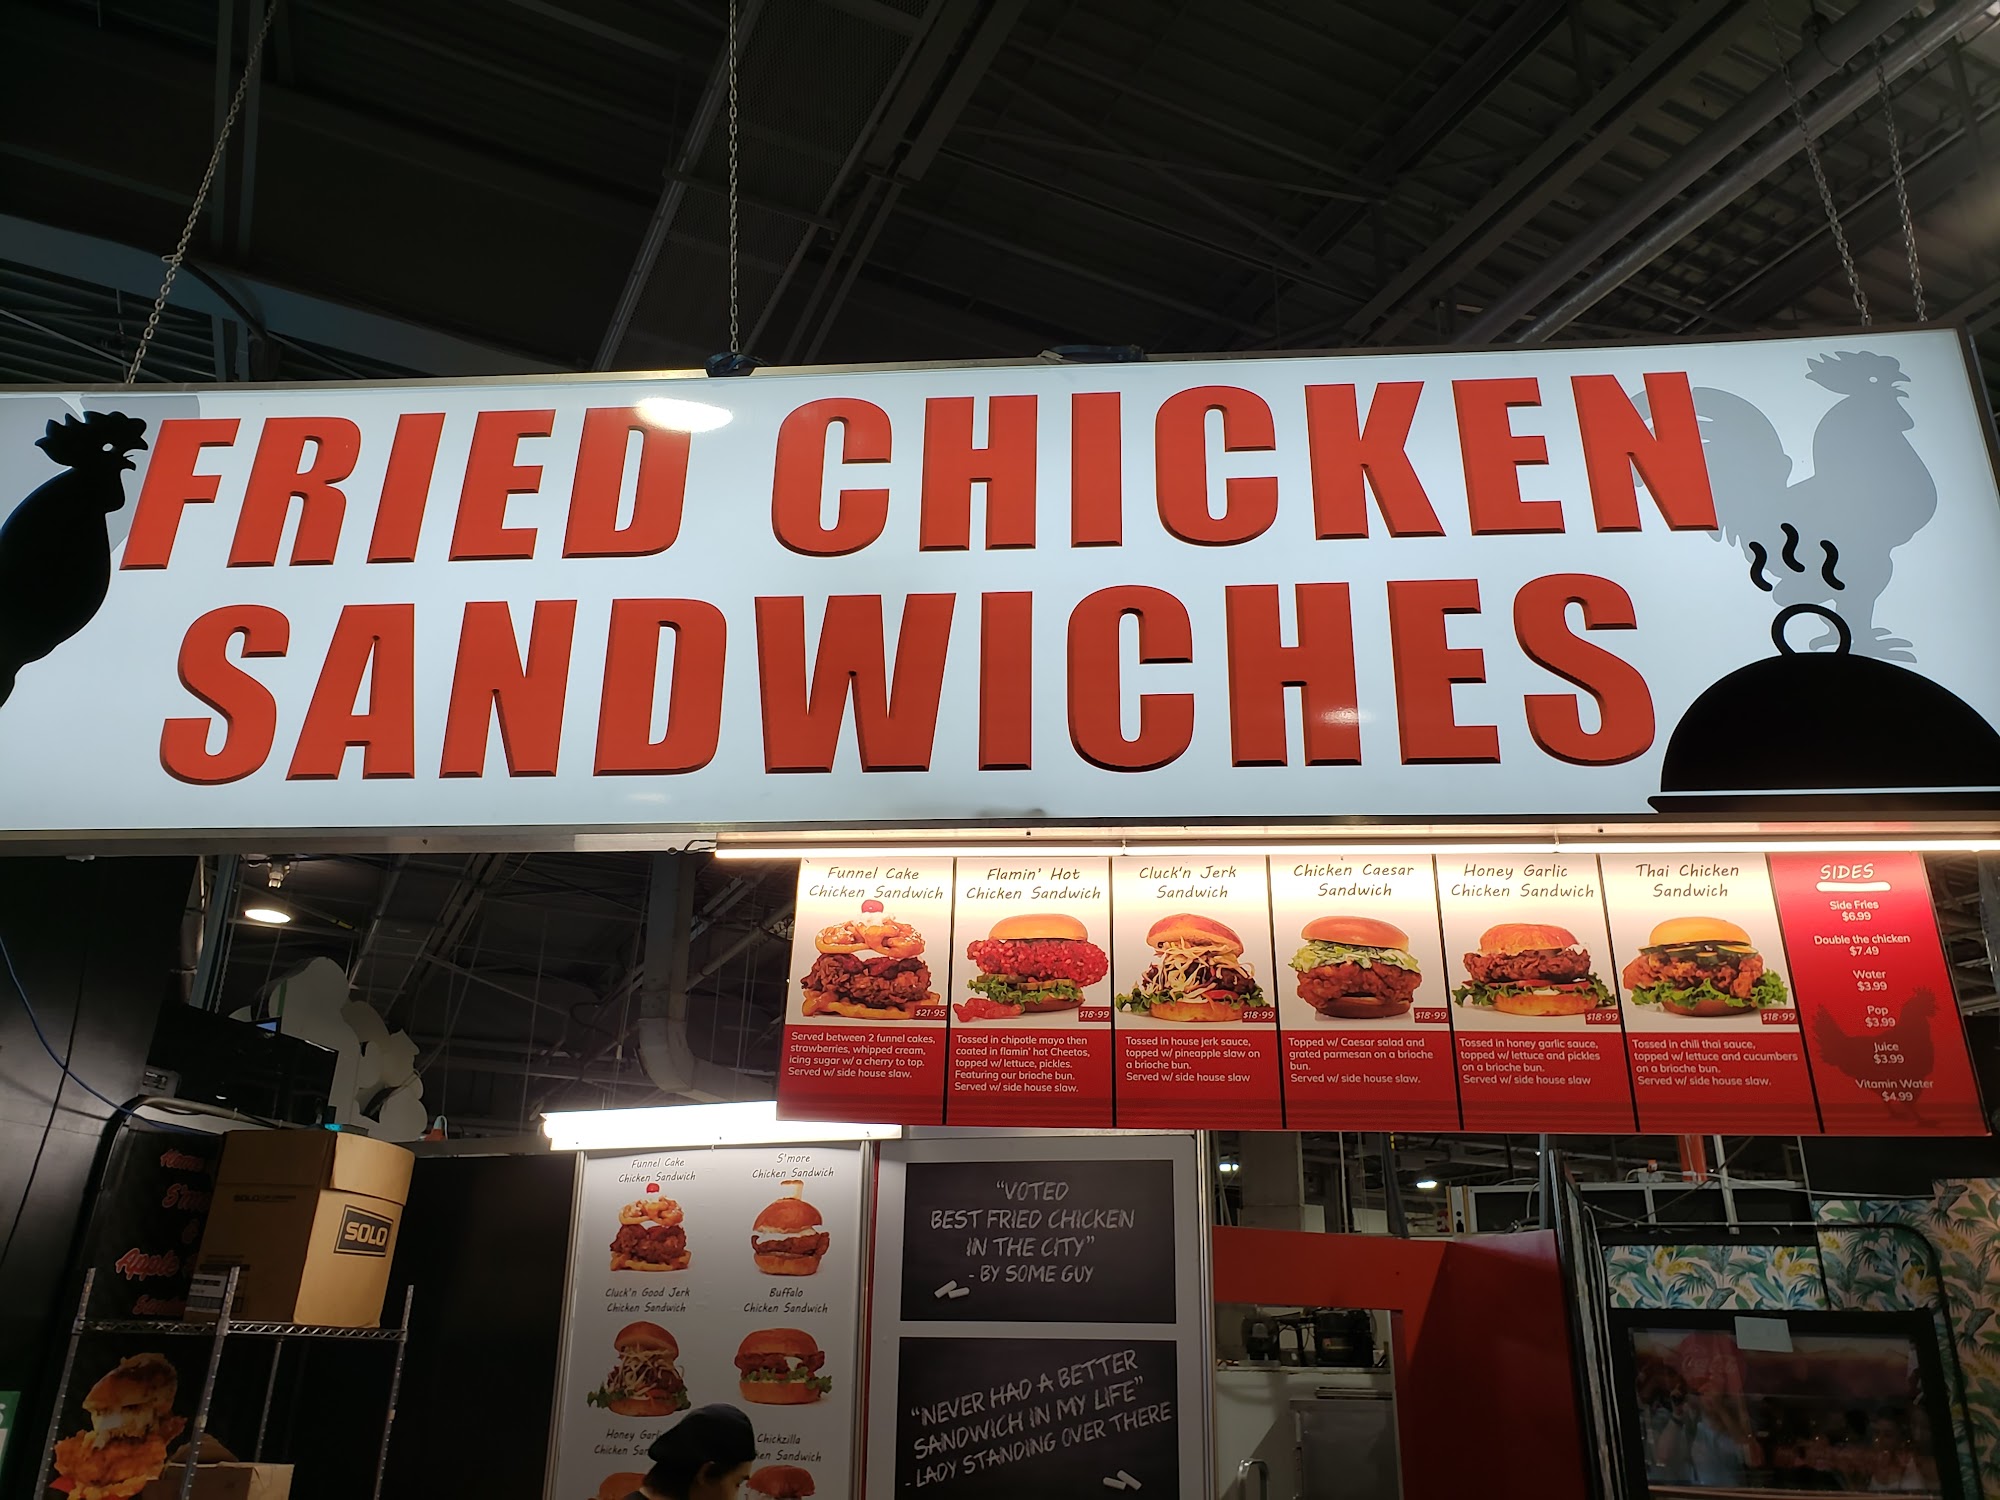 FRIED CHICKEN
SANDWICHES
Funnel Cake
Chicken Sandwich
$21.95
Served between 2 funnel cakes,
strawberries, whipped cream,
icing sugar w/ a cherry to top.
Served w/ side house slaw.
Flamin' Hot
Chicken Sandwich
$18.99
Tossed in chipotle mayo then
coated in flamin' hot Cheetos,
topped w/ lettuce, pickles.
Featuring our brioche bun.
Served w/ side house slaw.
Cluck'n Jerk
Sandwich
$18.99
Tossed in house jerk sauce,
topped w/ pineapple slaw on
a brioche bun.
Served w/ side house slaw
Chicken Caesar
Sandwich
$18.99
Topped w/ Caesar salad and
grated parmesan on a brioche
bun.
Served w/ side house slaw.
Honey Garlic
Chicken Sandwich
$18.99
Tossed in honey garlic sauce,
topped w/ lettuce and pickles
on a brioche bun.
Served w/ side house slaw
Thai Chicken
Sandwich
$18.99
Tossed in chili thai sauce,
topped w/ lettuce and cucumbers
on a brioche bun.
Served w/ side house slaw.
SIDES
Side Fries
$6.99
Double the chicken
$7.49
Water
$3.99
Pop
$3.99
Juice
$3.99
Vitamin Water
$4.99
Funnel Cake
Chicken Sandwich
S'more
Chicken Sandwich
Cluck'n Good Jerk
Chicken Sandwich
Buffalo
Chicken Sandwich
Honey
Chicken
Chickzilla
Sandwich
"VOTED
BEST FRIED CHICKEN
IN THE CITY"
- BY SOME GUY
"NEVER HAD A BETTER
SANDWICH IN MY LIFE"
- LADY STANDING OVER THERE
SOLO
Apple